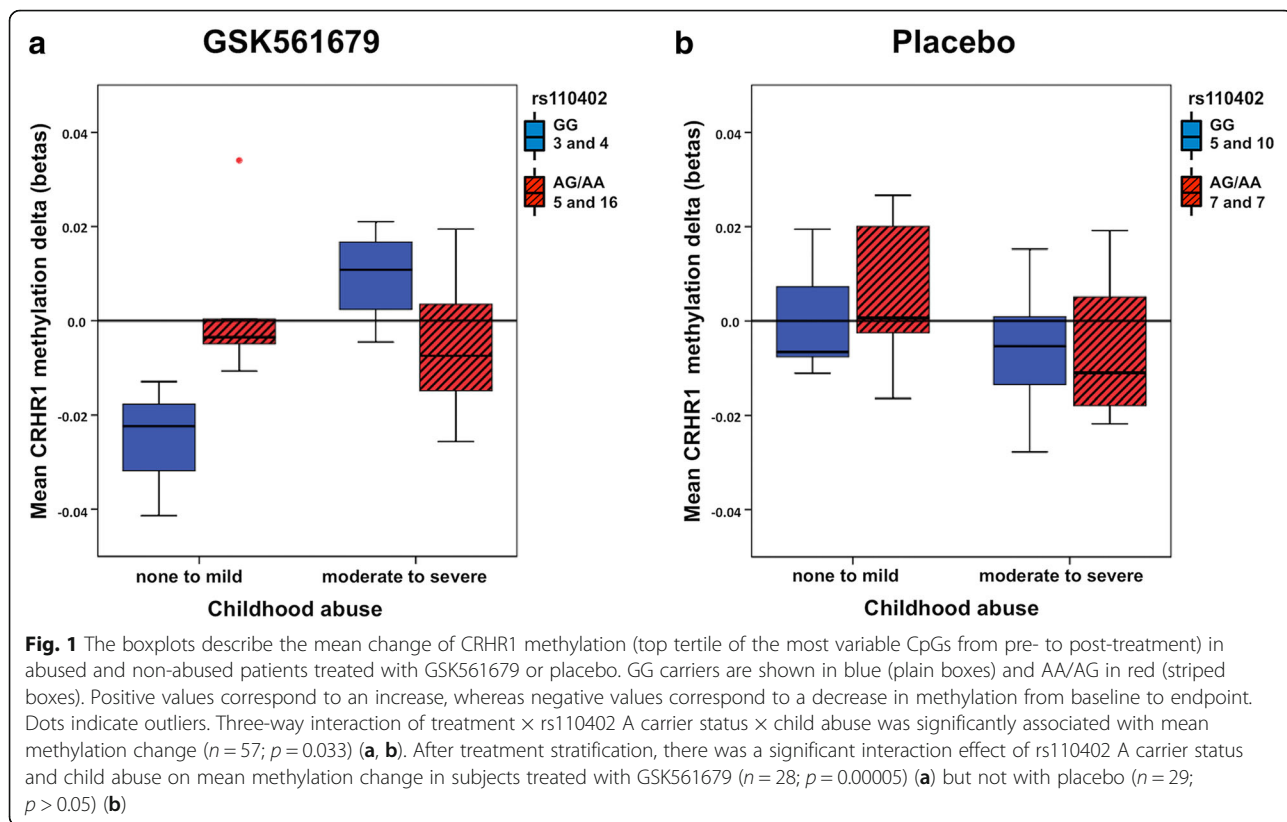 a GSK561679
rs110402
GG
3 and 4
AG/AA
5 and 16
Mean CRHR1 methylation delta (betas)
0.04
0.02
0.0
-0.02
-0.04
none to mild moderate to severe
Childhood abuse
b Placebo
rs110402
GG
5 and 10
AG/AA
7 and 7
Mean CRHR1 methylation delta (betas)
0.04
0.02
0.0
-0.02
-0.04
none to mild moderate to severe
Childhood abuse
Fig. 1 The boxplots describe the mean change of CRHR1 methylation (top tertile of the most variable CpGs from pre- to post-treatment) in
abused and non-abused patients treated with GSK561679 or placebo. GG carriers are shown in blue (plain boxes) and AA/AG in red (striped
boxes). Positive values correspond to an increase, whereas negative values correspond to a decrease in methylation from baseline to endpoint.
Dots indicate outliers. Three-way interaction of treatment × rs110402 A carrier status × child abuse was significantly associated with mean
methylation change (n = 57; p = 0.033) (a, b). After treatment stratification, there was a significant interaction effect of rs110402 A carrier status
and child abuse on mean methylation change in subjects treated with GSK561679 (n = 28; p = 0.00005) (a) but not with placebo (n = 29;
p > 0.05) (b)